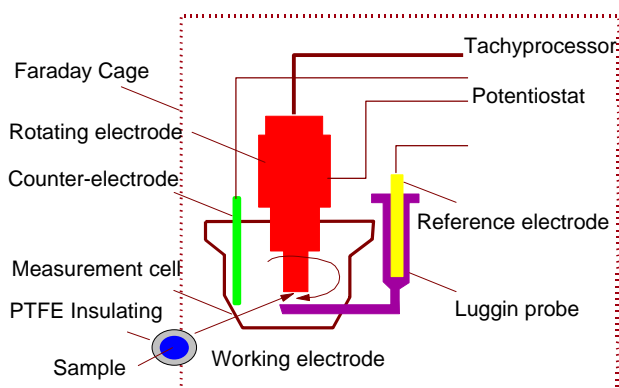 Tachyprocessor
Faraday Cage
Potentiostat
Rotating electrode
Counter-electrode
Reference electrode
Measurement cell
PTFE Insulating
Luggin probe
Sample
Working electrode